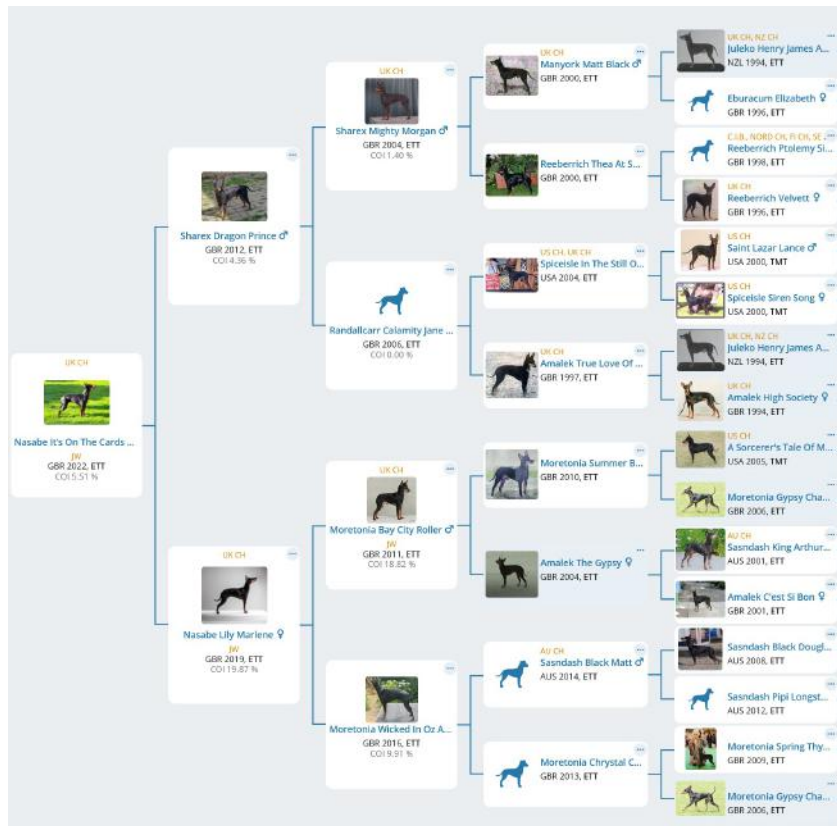 UK CH
Nasabe It's On The Cards ...
JW
GBR 2022, ETT
COI 5.51 %
Sharex Dragon Prince ♂
GBR 2012, ETT
COI 4.36 %
UK CH
Nasabe Lily Marlene ♀
JW
GBR 2019, ETT
COI 19.87 %
UK CH
Sharex Mighty Morgan ♂
GBR 2004, ETT
COI 1.40 %
Randallcarr Calamity Jane ...
GBR 2006, ETT
COI 0.00 %
UK CH
Moretonia Bay City Roller ♂
JW
GBR 2011, ETT
COI 18.82 %
Moretonia Wicked In Oz A...
GBR 2016, ETT
COI 9.91 %
UK CH
Manyork Matt Black ♂
GBR 2000, ETT
Reeberrich Thea At S...
GBR 2000, ETT
US CH, UK CH
Spiceisle In The Still O...
USA 2004, ETT
UK CH
Amalek True Love Of ...
GBR 1997, ETT
Moretonia Summer B...
GBR 2010, ETT
Amalek The Gypsy ♀
GBR 2004, ETT
AU CH
Sasndash Black Matt ♂
AUS 2014, ETT
Moretonia Chrystal C...
GBR 2013, ETT
UK CH, NZ CH
Juleko Henry James A...
NZL 1994, ETT
Eburacum Elizabeth ♀
GBR 1996, ETT
C.I.B., NORD CH, FI CH, SE ...
Reeberrich Ptolemy Si...
GBR 1998, ETT
UK CH
Reeberrich Velvett ♀
GBR 1996, ETT
US CH
Saint Lazar Lance ♂
USA 2000, TMT
US CH
Spiceisle Siren Song ♀
USA 2000, TMT
UK CH, NZ CH
Juleko Henry James A...
NZL 1994, ETT
UK CH
Amalek High Society ♀
GBR 1994, ETT
US CH
A Sorcerer's Tale Of M...
USA 2005, TMT
Moretonia Gypsy Cha...
GBR 2006, ETT
AU CH
Sasndash King Arthur...
AUS 2001, ETT
Amalek C'est Si Bon ♀
GBR 2001, ETT
Sasndash Black Dougl...
AUS 2008, ETT
Sasndash Pipi Longst...
AUS 2012, ETT
Moretonia Spring Thy...
GBR 2009, ETT
Moretonia Gypsy Cha...
GBR 2006, ETT